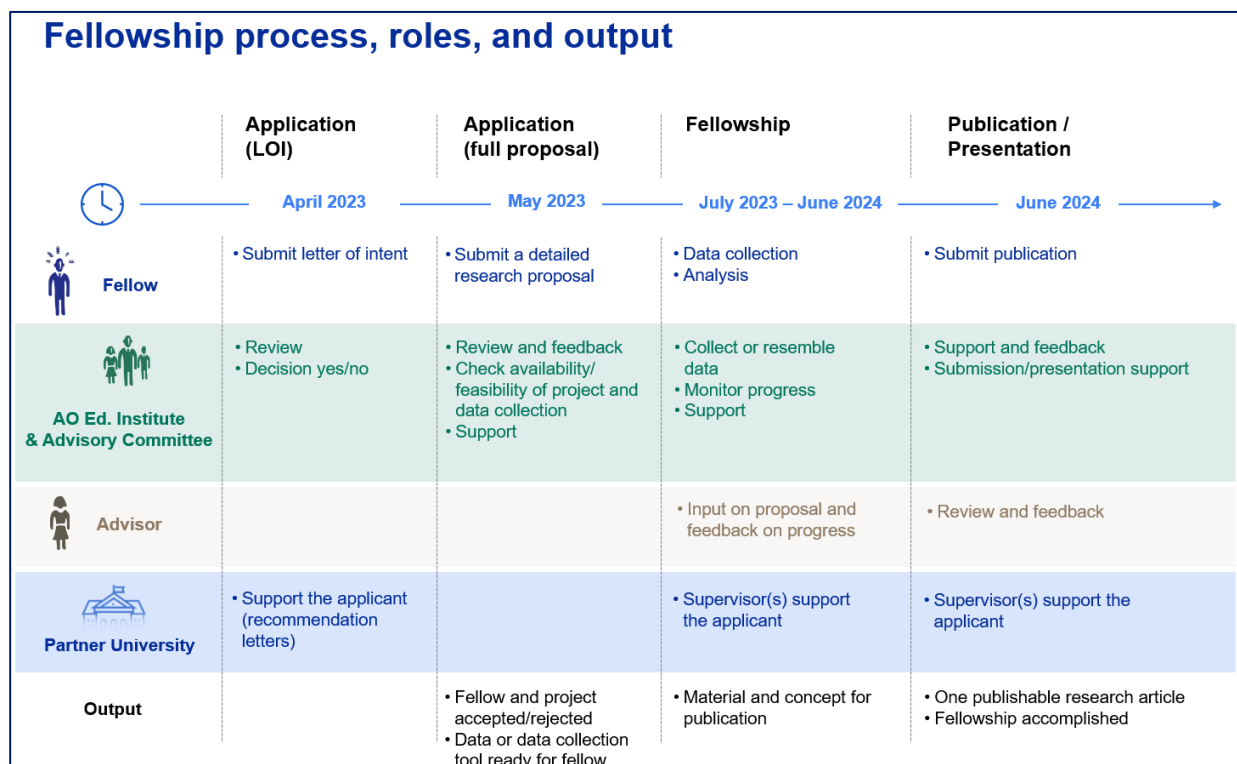 Fellowship process, roles, and output
Application
(LOI)
Application
(full proposal)
Fellowship
Publication /
Presentation
April 2023
May 2023
July 2023 – June 2024
June 2024
Fellow
• Submit letter of intent
• Submit a detailed
research proposal
• Data collection
• Analysis
• Submit publication
AO Ed. Institute
& Advisory Committee
• Review
• Decision yes/no
• Review and feedback
• Check availability/
feasibility of project and
data collection
• Support
• Collect or resemble
data
• Monitor progress
• Support
• Support and feedback
• Submission/presentation support
Advisor
• Input on proposal and
feedback on progress
• Review and feedback
Partner University
• Support the applicant
(recommendation
letters)
• Supervisor(s) support
the applicant
• Supervisor(s) support the
applicant
Output
• Fellow and project
accepted/rejected
• Data or data collection
tool ready for fellow
• Material and concept for
publication
• One publishable research article
• Fellowship accomplished